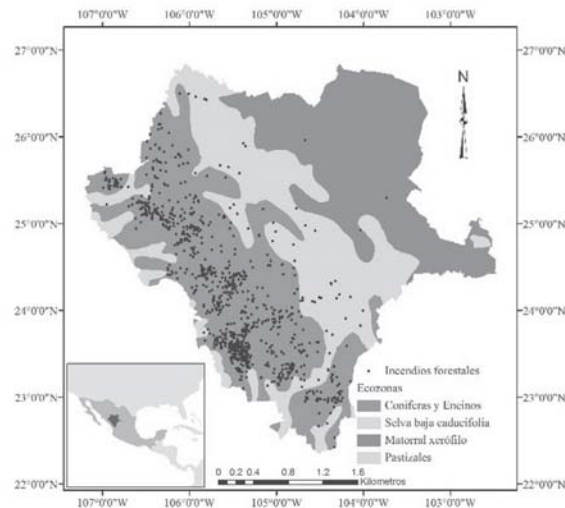 107°0'0"W 106°0'0"W 105°0'0"W 104°0'0"W 103°0'0"W
27°0'0"N 27°0'0"N
N
26°0'0"N 26°0'0"N
25°0'0"N 25°0'0"N
24°0'0"N 24°0'0"N
23°0'0"N 23°0'0"N
22°0'0"N 22°0'0"N
Incendios forestales
Ecozonas
Coniferas y Encinos
Selva baja caducifolia
Matorral xerófilo
Pastizales
0 0.2 0.4 0.8 1.2 1.6
Kilometros
107°0'0"W 106°0'0"W 105°0'0"W 104°0'0"W 103°0'0"W